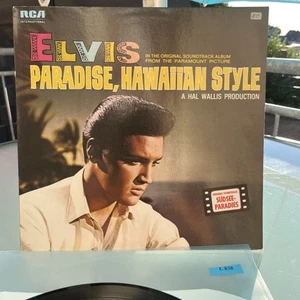 RCA
INTERNATIONAL
ELVIS
IN THE ORIGINAL SOUNDTRACK ALBUM
FROM THE PARAMOUNT PICTURE
PARADISE, HAWAIIAN STYLE
A HAL WALLIS PRODUCTION
SÜDSEE-
PARADIES